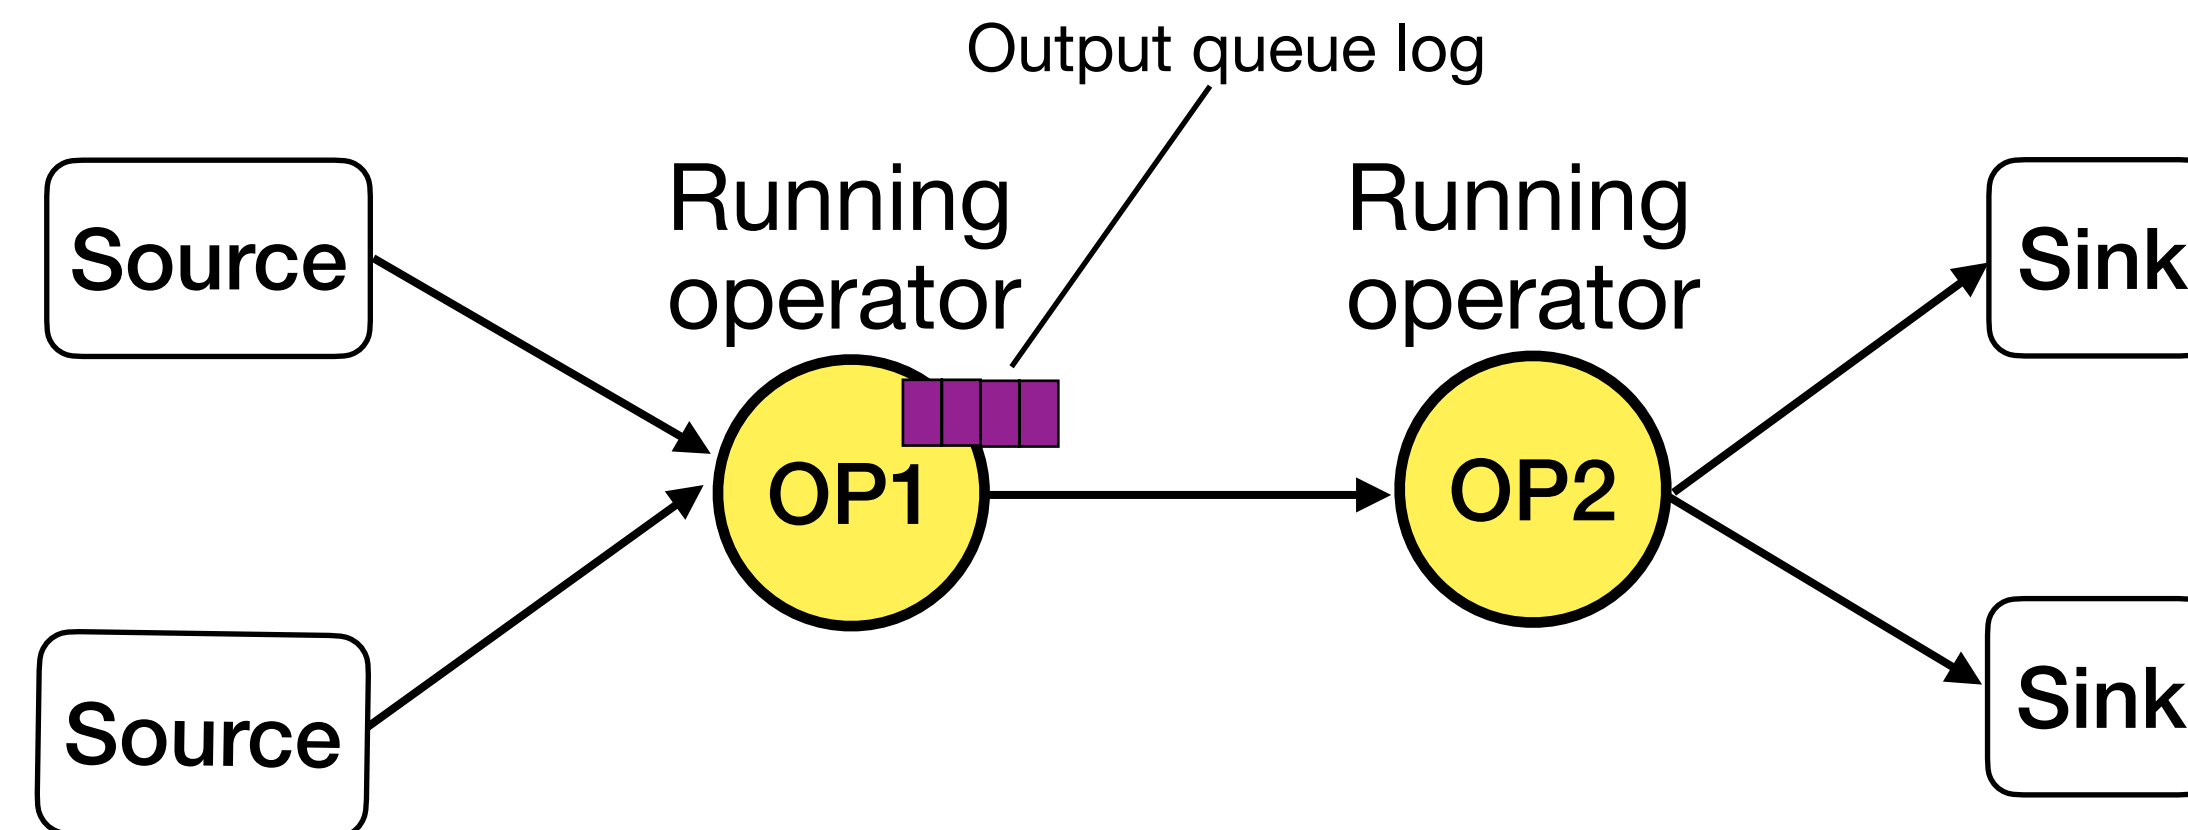 Output queue log
Running
operator
Running
operator
Source
Sink
OP1
OP2
Source
Sink